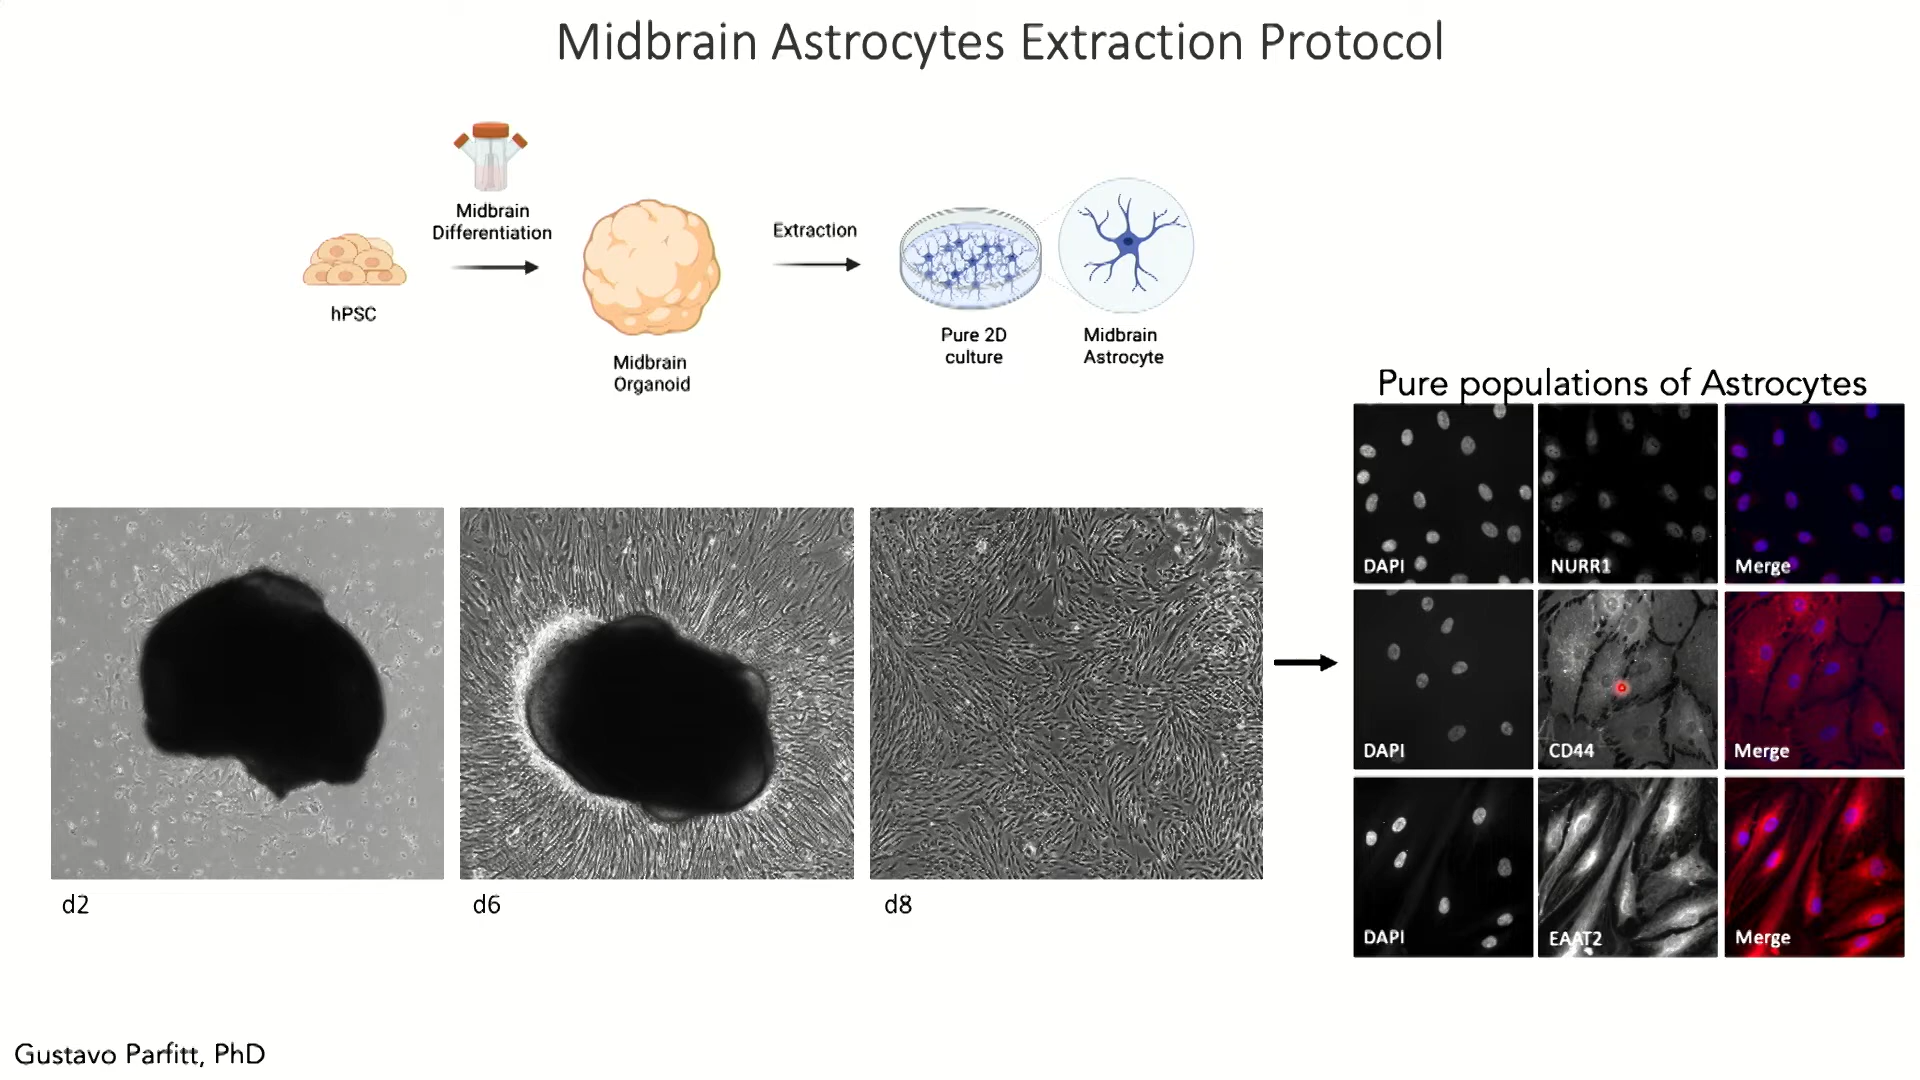 Midbrain Astrocytes Extraction Protocol
Midbrain
Differentiation
hPSC
Midbrain
Organoid
Extraction
Pure 2D
culture
Midbrain
Astrocyte
Pure populations of Astrocytes
DAPI
NURR1
Merge
DAPI
CD44
Merge
DAPI
EAAT2
Merge
d2
d6
d8
Gustavo Parfitt, PhD